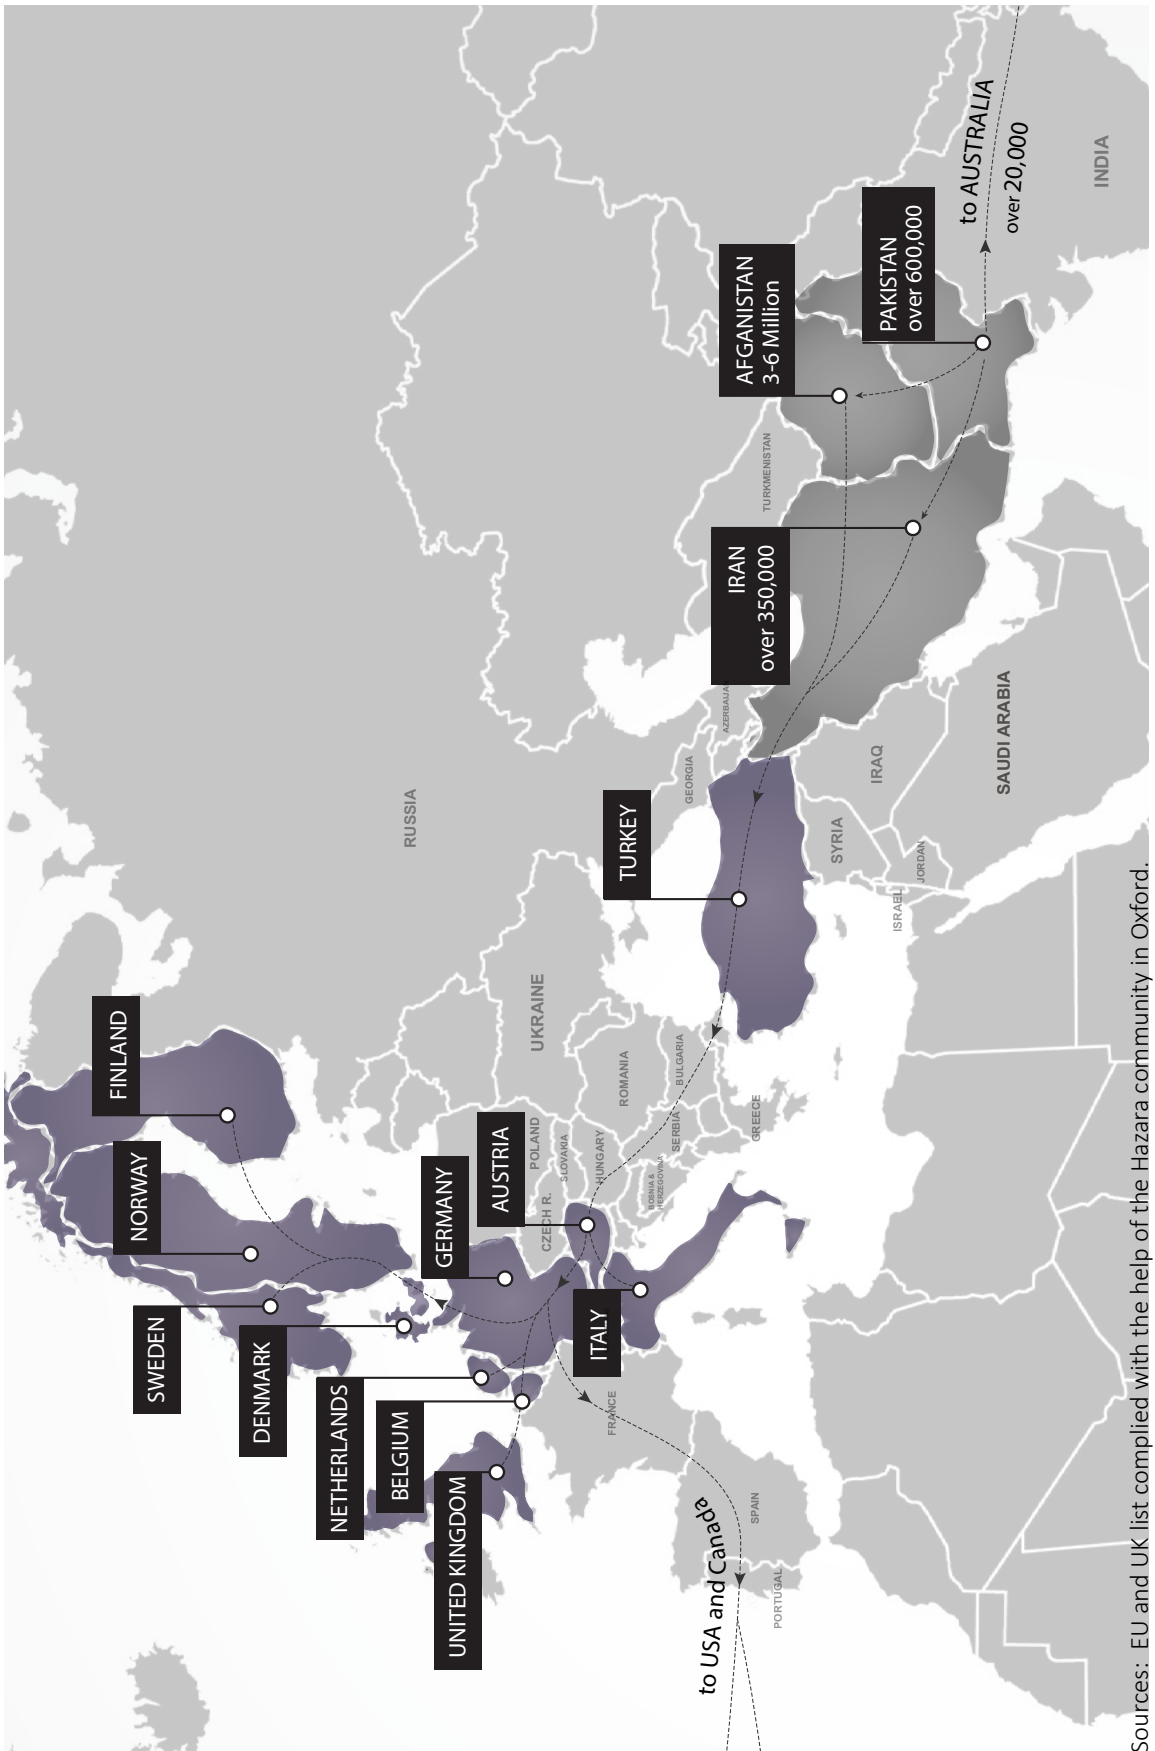 FINLAND
NORWAY
SWEDEN
DENMARK
NETHERLANDS
BELGIUM
UNITED KINGDOM
GERMANY
AUSTRIA
ITALY
TURKEY
IRAN
over 350,000
AFGANISTAN
3-6 Million
PAKISTAN
over 600,000
to AUSTRALIA
over 20,000
to USA and Canada
RUSSIA
UKRAINE
POLAND
CZECH R.
SLOVAKIA
HUNGARY
ROMANIA
BULGARIA
SERBIA
BOSNIA &
HERZEGOVINA
GREECE
FRANCE
SPAIN
PORTUGAL
GEORGIA
AZERBAIJAN
TURKMENISTAN
SYRIA
IRAQ
ISRAEL
JORDAN
SAUDI ARABIA
INDIA
Sources: EU and UK list complied with the help of the Hazara community in Oxford.